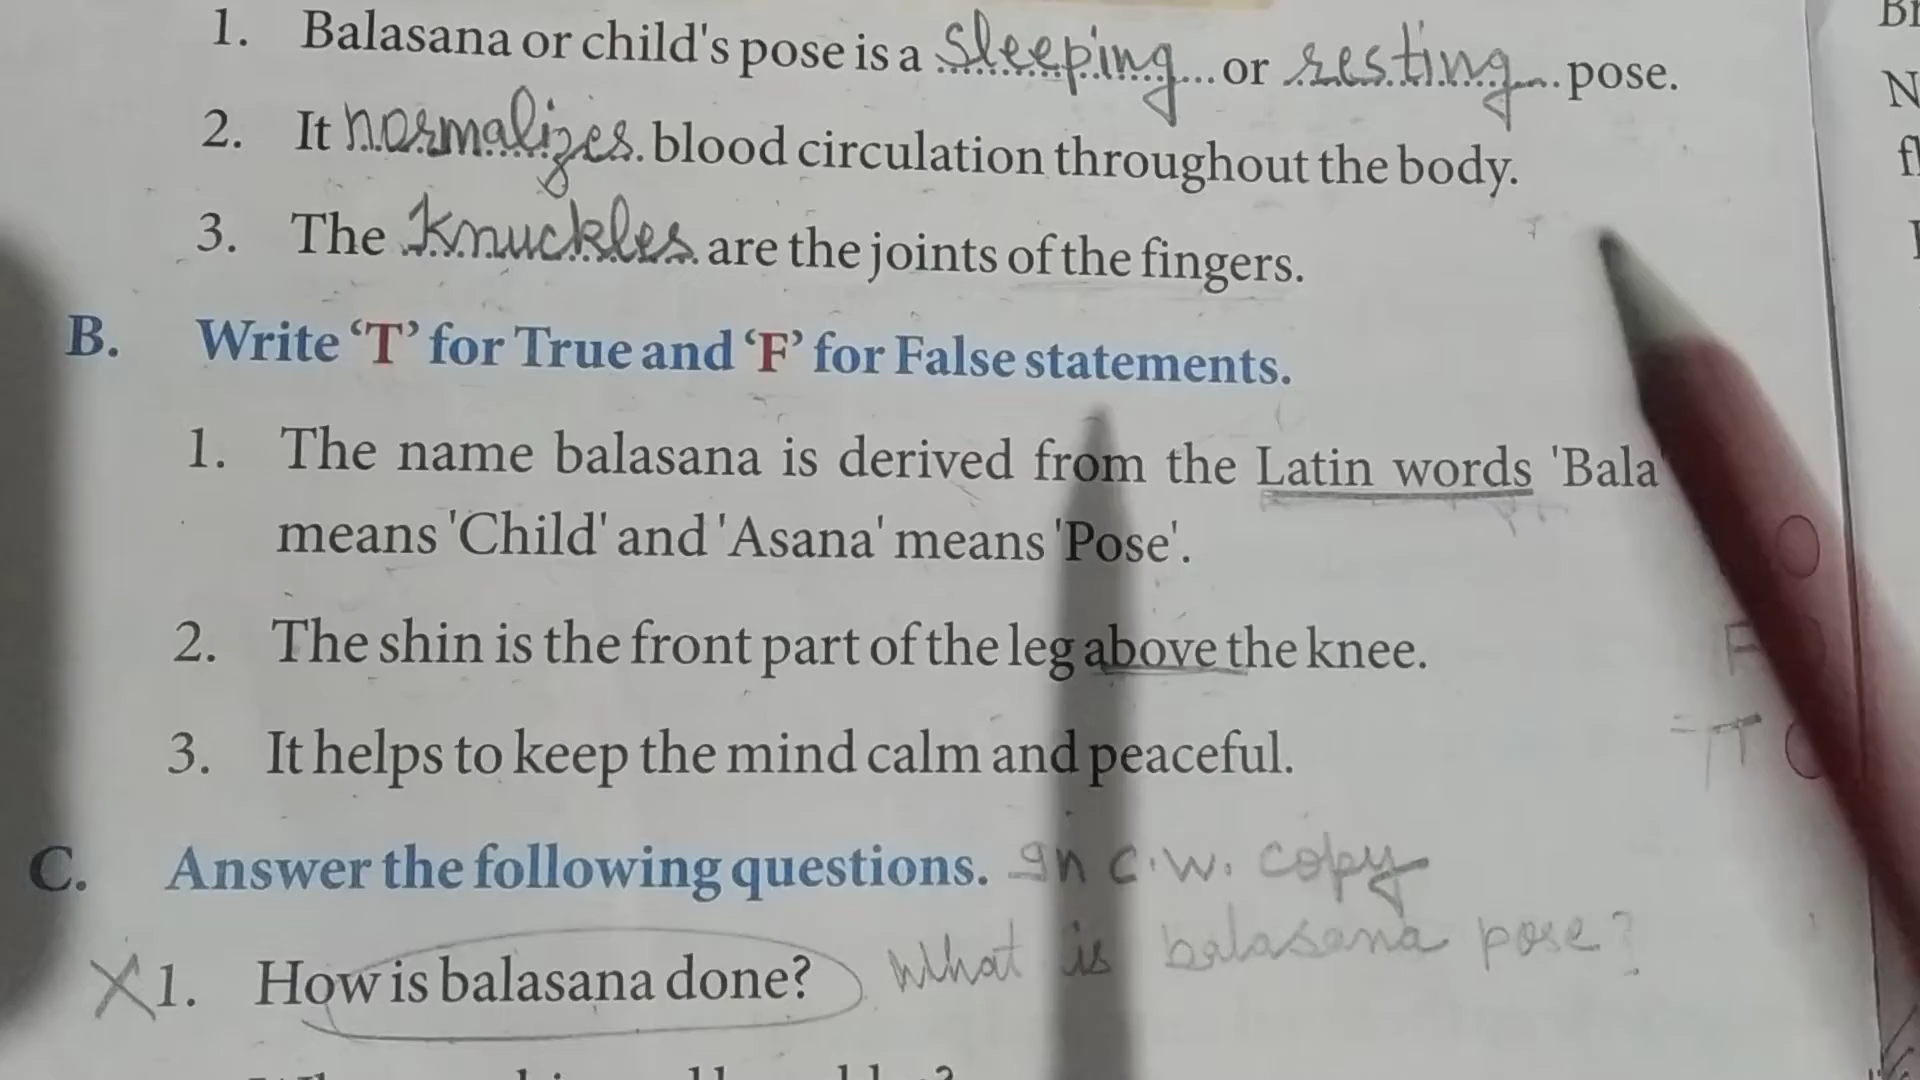 1. Balasana or child's pose is a sleeping or resting pose.
2. It normalizes blood circulation throughout the body.
3. The Knuckles are the joints of the fingers.
B. Write ‘T’ for True and ‘F’ for False statements.
1. The name balasana is derived from the Latin words 'Bala'
means 'Child' and 'Asana' means 'Pose'.
2. The shin is the front part of the leg above the knee. F
3. It helps to keep the mind calm and peaceful. T
C. Answer the following questions. In C.W. copy
X 1. How is balasana done? What is balasana pose?